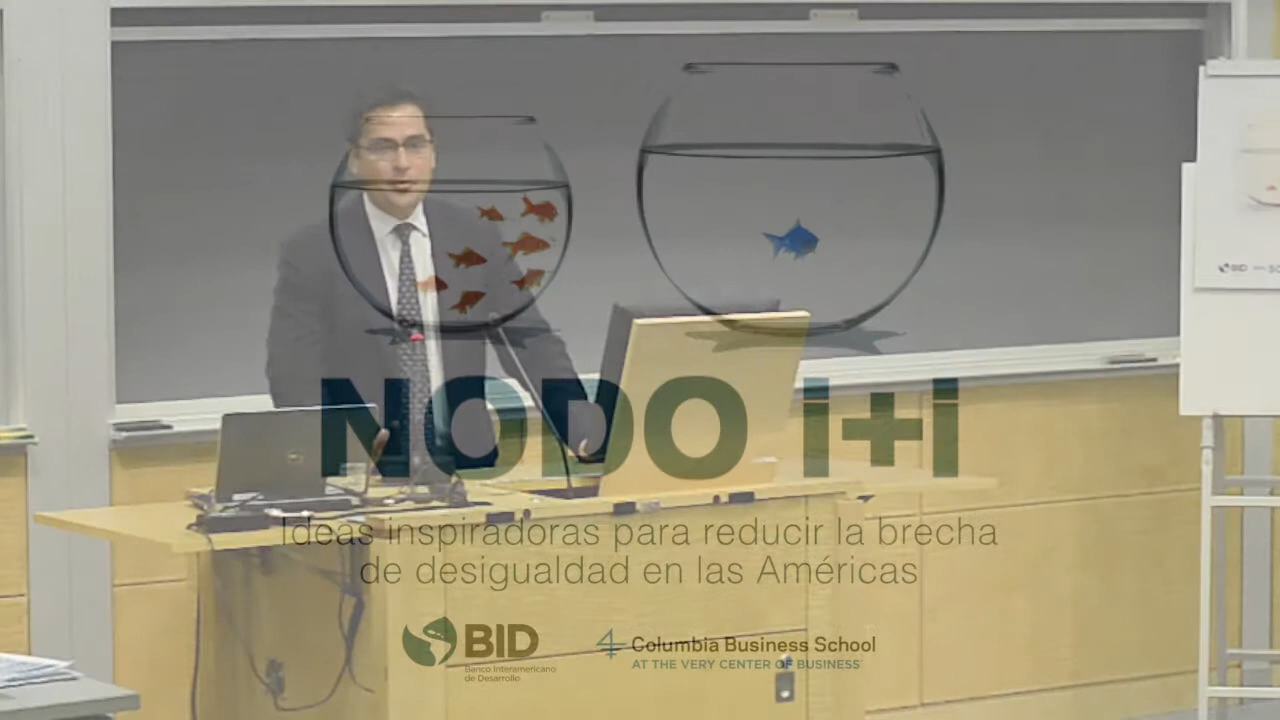 NODO i+i
Ideas inspiradoras para reducir la brecha
de desigualdad en las Américas
BID
Banco Interamericano
de Desarrollo
Columbia Business School
AT THE VERY CENTER OF BUSINESS
BID